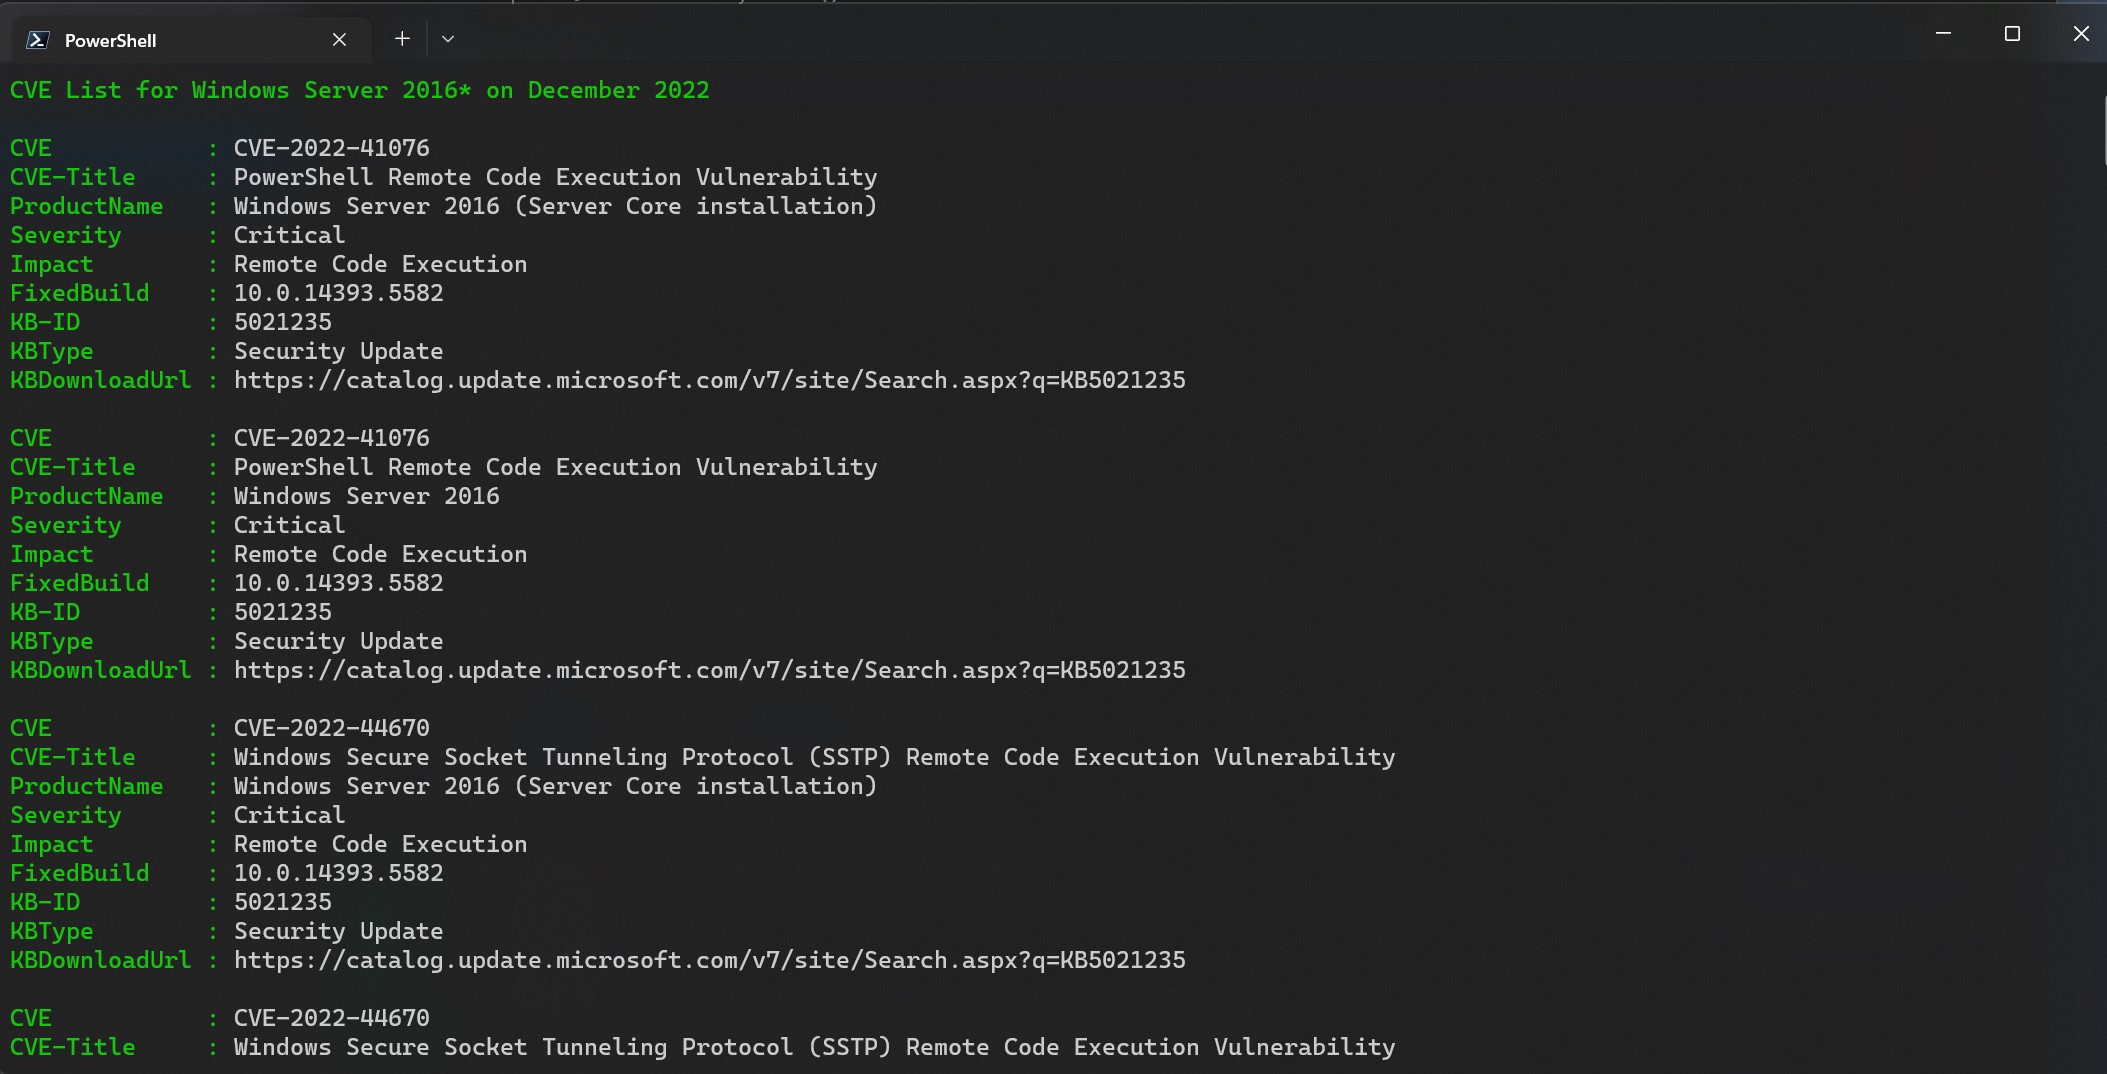 PowerShell
CVE List for Windows Server 2016* on December 2022
CVE : CVE-2022-41076
CVE-Title : PowerShell Remote Code Execution Vulnerability
ProductName : Windows Server 2016 (Server Core installation)
Severity : Critical
Impact : Remote Code Execution
FixedBuild : 10.0.14393.5582
KB-ID : 5021235
KBType : Security Update
KBDownloadUrl : https://catalog.update.microsoft.com/v7/site/Search.aspx?q=KB5021235
CVE : CVE-2022-41076
CVE-Title : PowerShell Remote Code Execution Vulnerability
ProductName : Windows Server 2016
Severity : Critical
Impact : Remote Code Execution
FixedBuild : 10.0.14393.5582
KB-ID : 5021235
KBType : Security Update
KBDownloadUrl : https://catalog.update.microsoft.com/v7/site/Search.aspx?q=KB5021235
CVE : CVE-2022-44670
CVE-Title : Windows Secure Socket Tunneling Protocol (SSTP) Remote Code Execution Vulnerability
ProductName : Windows Server 2016 (Server Core installation)
Severity : Critical
Impact : Remote Code Execution
FixedBuild : 10.0.14393.5582
KB-ID : 5021235
KBType : Security Update
KBDownloadUrl : https://catalog.update.microsoft.com/v7/site/Search.aspx?q=KB5021235
CVE : CVE-2022-44670
CVE-Title : Windows Secure Socket Tunneling Protocol (SSTP) Remote Code Execution Vulnerability